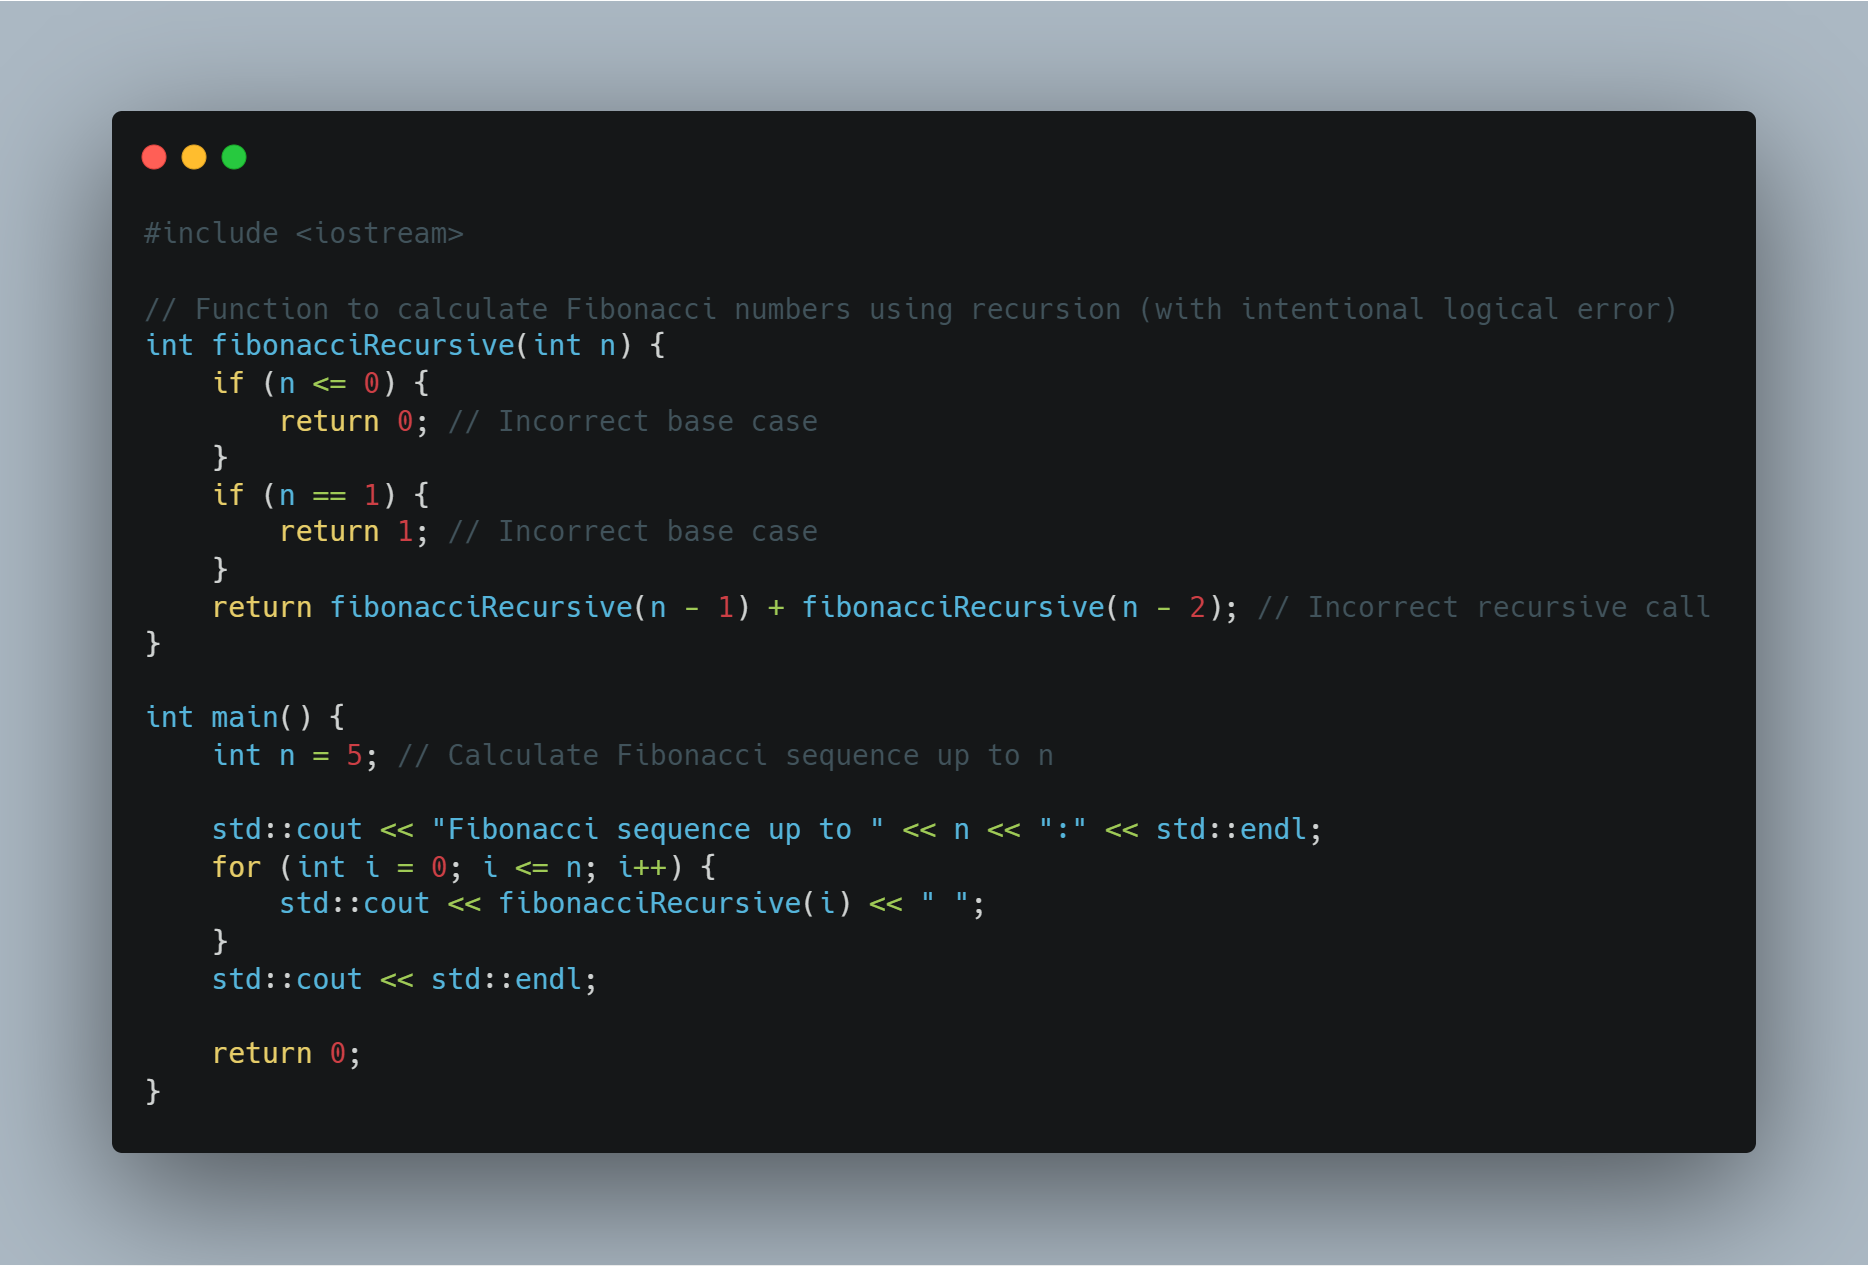 #include <iostream>
// Function to calculate Fibonacci numbers using recursion (with intentional logical error)
int fibonacciRecursive(int n) {
    if (n <= 0) {
        return 0; // Incorrect base case
    }
    if (n == 1) {
        return 1; // Incorrect base case
    }
    return fibonacciRecursive(n - 1) + fibonacciRecursive(n - 2); // Incorrect recursive call
}
int main() {
    int n = 5; // Calculate Fibonacci sequence up to n
    std::cout << "Fibonacci sequence up to " << n << ":" << std::endl;
    for (int i = 0; i <= n; i++) {
        std::cout << fibonacciRecursive(i) << " ";
    }
    std::cout << std::endl;
    return 0;
}